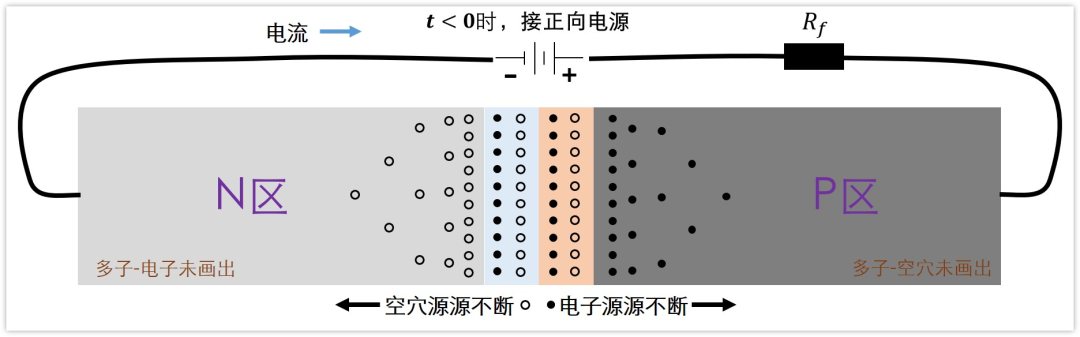 t < 0时，接正向电源
电流
R_f
- +
N区
P区
多子-电子未画出
多子-空穴未画出
空穴源源不断 电子源源不断